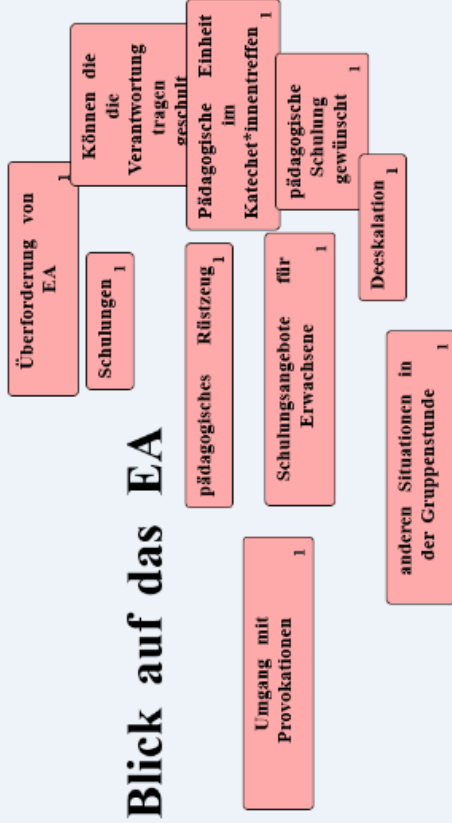 Blick auf das EA
Überforderung von
EA
1
Schulungen
1
Können die
die
Verantwortung
tragen
geschult
pädagogisches Rüstzeug
1
Pädagogische Einheit
im
Katechet*innentreffen
1
Schulungsangebote für
Erwachsene
1
pädagogische
Schulung
gewünscht
1
Deeskalation
1
Umgang mit
Provokationen
1
anderen Situationen in
der Gruppenstunde
1